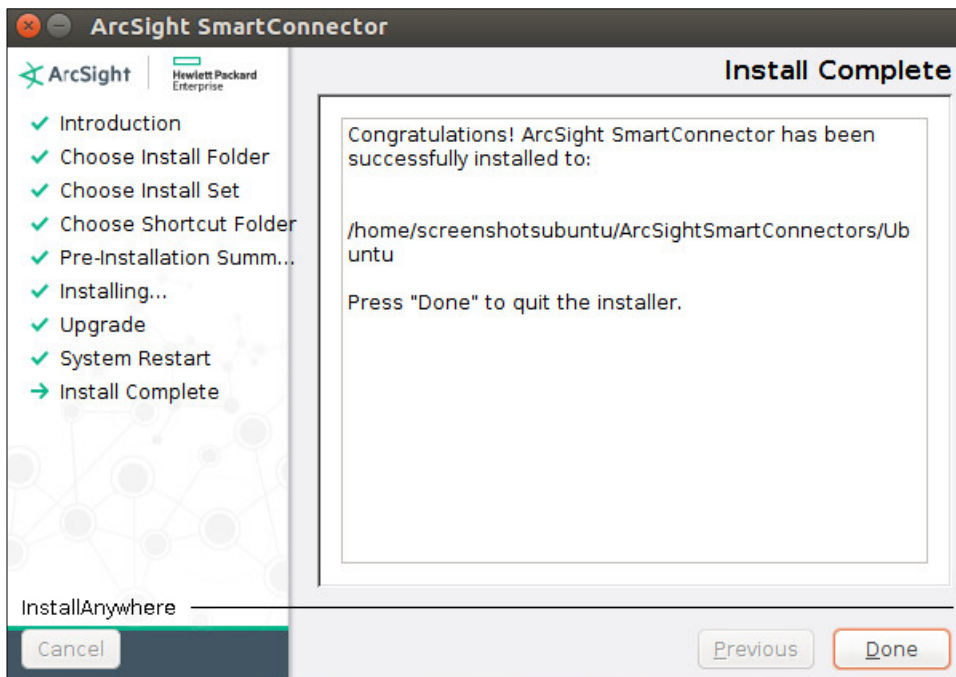 ArcSight SmartConnector
ArcSight
Hewlett Packard
Enterprise
Install Complete
Introduction
Choose Install Folder
Choose Install Set
Choose Shortcut Folder
Pre-Installation Summ...
Installing...
Upgrade
System Restart
Install Complete
Congratulations! ArcSight SmartConnector has been
successfully installed to:
/home/screenshotsubuntu/ArcSightSmartConnectors/Ub
untu
Press "Done" to quit the installer.
InstallAnywhere
Cancel
Previous
Done